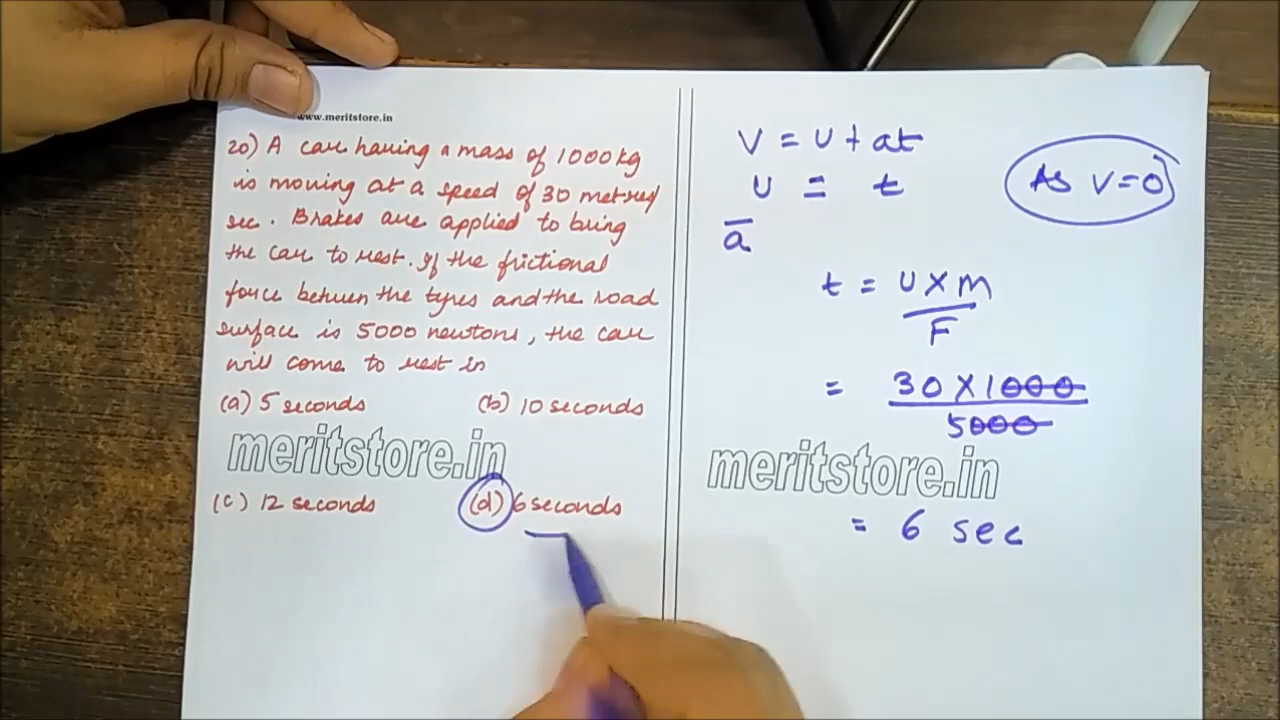 www.meritstore.in
20) A car having a mass of 1000kg
is moving at a speed of 30 metres/
sec. Brakes are applied to bring
the car to rest. If the frictional
force between the tyres and the road
surface is 5000 newtons, the car
will come to rest in
(a) 5 seconds (b) 10 seconds
meritstore.in
(c) 12 seconds (d) 6 seconds
V = U + at
U = t
a
As V=0
t = U X M
F
= 30 X 1000
5000
meritstore.in
= 6 sec